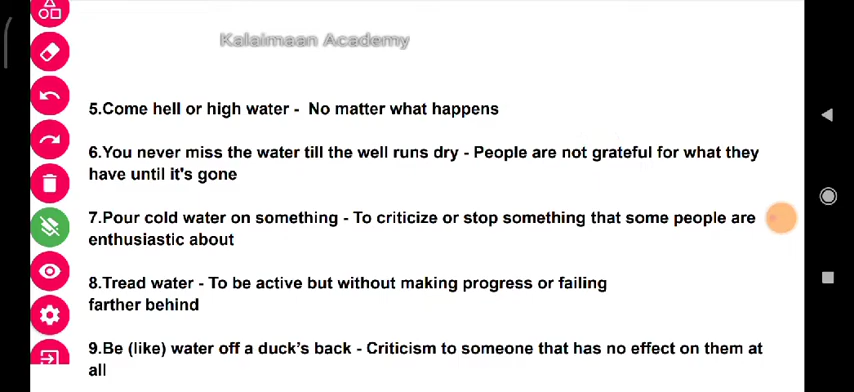 Kalaimaan Academy
5.Come hell or high water -  No matter what happens
6.You never miss the water till the well runs dry - People are not grateful for what they
have until it's gone
7.Pour cold water on something - To criticize or stop something that some people are
enthusiastic about
8.Tread water - To be active but without making progress or failing
farther behind
9.Be (like) water off a duck’s back - Criticism to someone that has no effect on them at
all